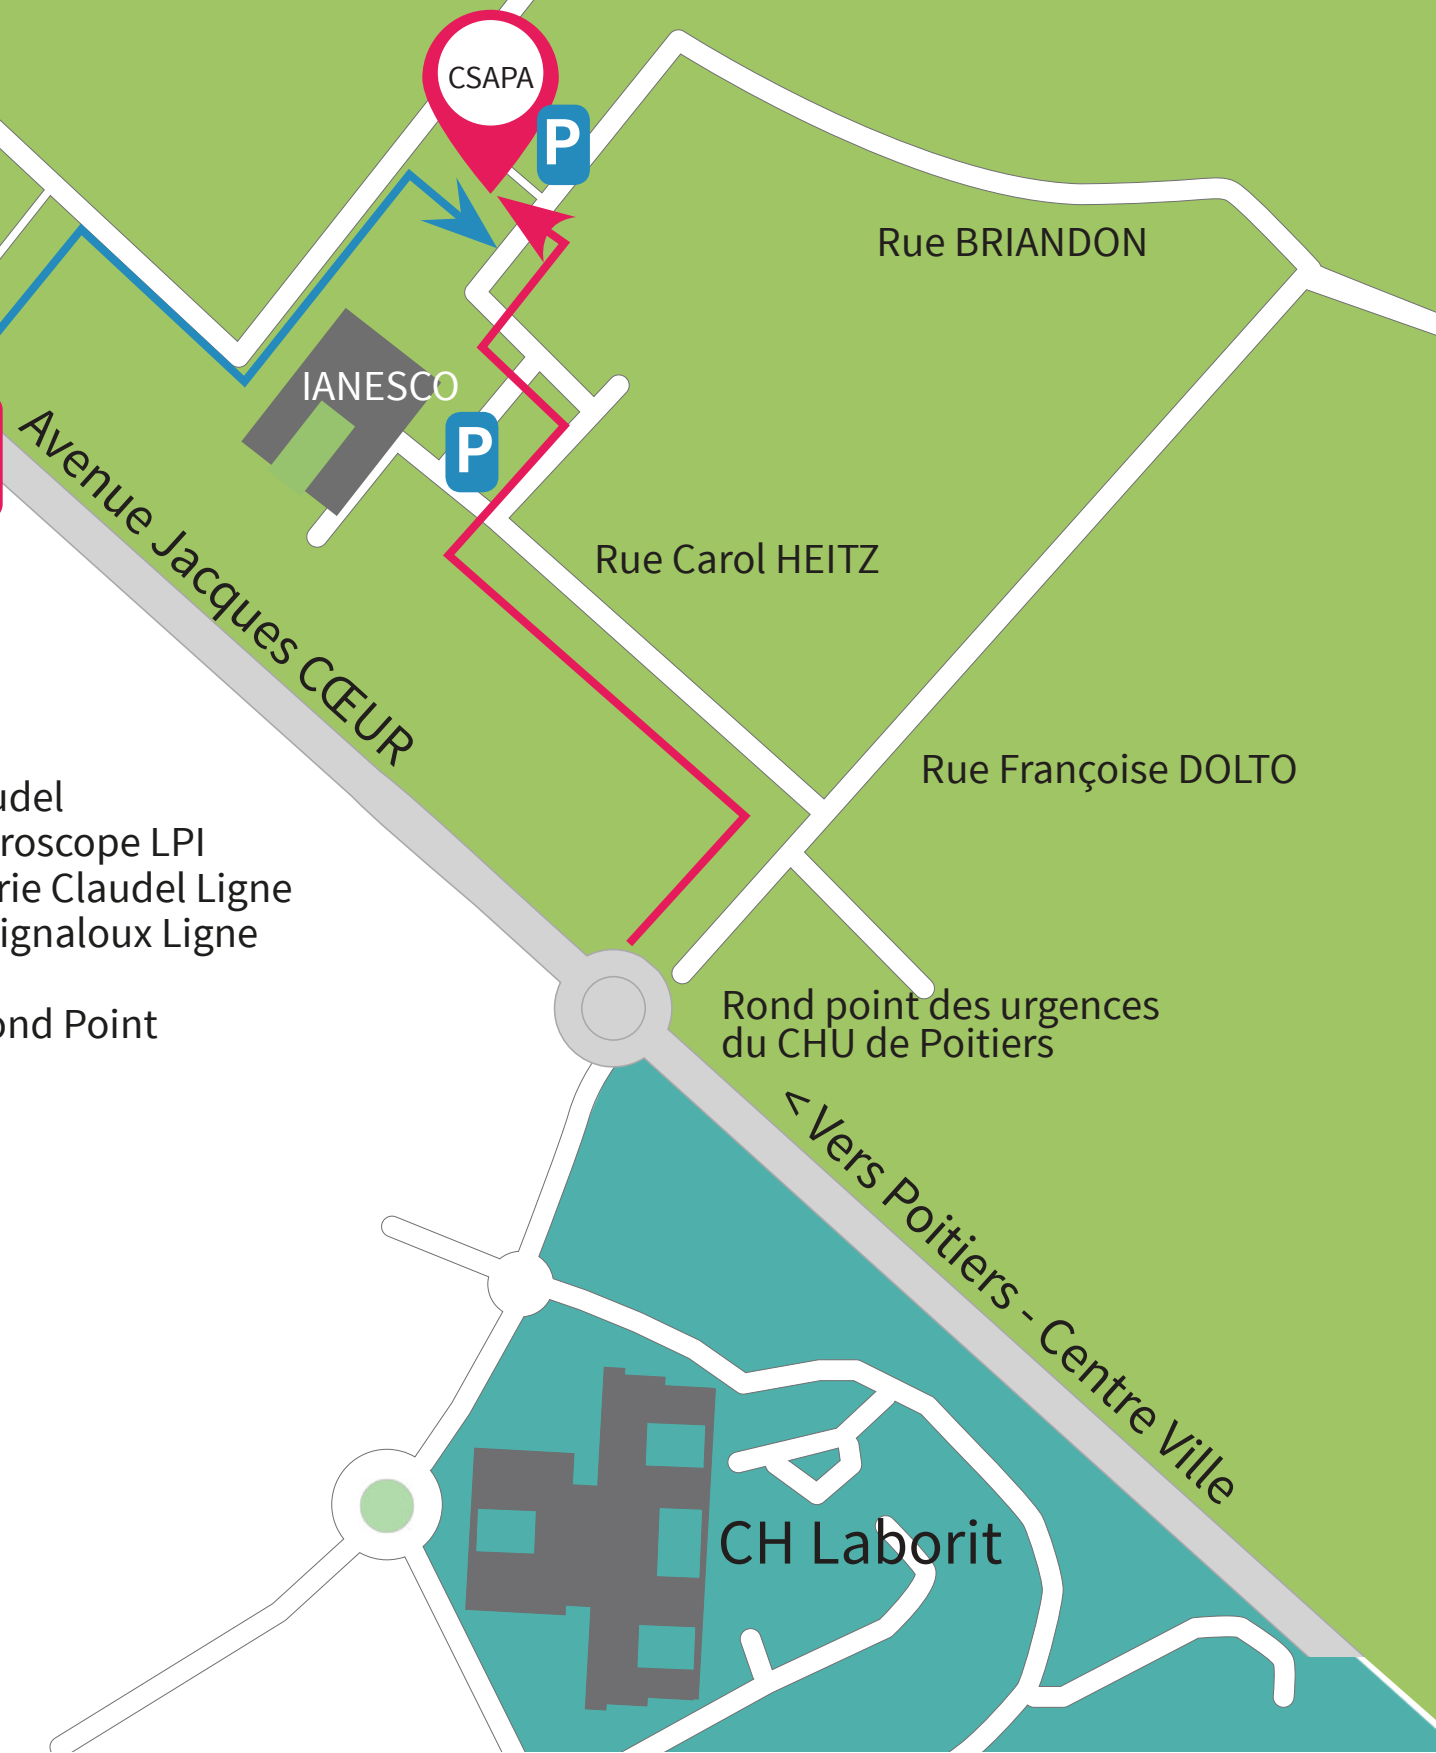 CSAPA
P
Rue BRIANDON
IANESCO
P
Avenue Jacques CŒUR
Rue Carol HEITZ
Rue Françoise DOLTO
udel
roscope LPI
rie Claudel Ligne
ignaloux Ligne
ond Point
Rond point des urgences
du CHU de Poitiers
< Vers Poitiers - Centre Ville
CH Laborit